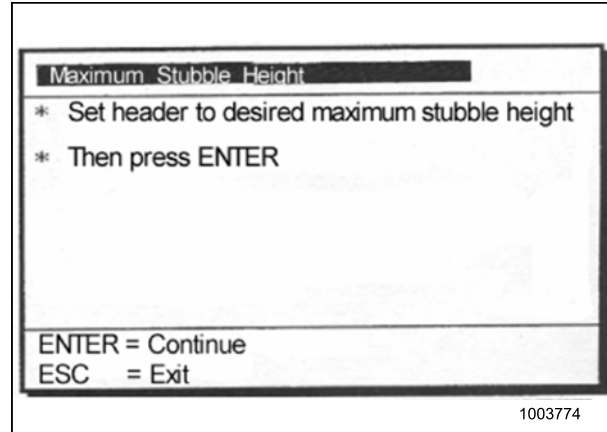 Maximum Stubble Height
* Set header to desired maximum stubble height
* Then press ENTER
ENTER = Continue
ESC = Exit
1003774